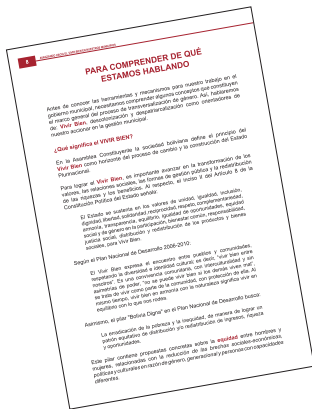 8
PARA COMPRENDER DE QUÉ
ESTAMOS HABLANDO
Antes de conocer las herramientas y mecanismos para nuestro trabajo en el
gobierno municipal, necesitamos comprender algunos conceptos que constituyen
el marco general del proceso de transversalización de género. Así, hablaremos
de: Vivir Bien, descolonización y despatriarcalización como orientadores de
nuestro accionar en la gestión municipal.
¿Qué significa el VIVIR BIEN?
En la Asamblea Constituyente la sociedad boliviana define el principio del
Vivir Bien como horizonte del proceso de cambio y la construcción del Estado
Plurinacional.
Para lograr el Vivir Bien, es importante avanzar en la transformación de los
valores, las relaciones sociales, las formas de gestión pública y la redistribución
de las riquezas y los beneficios. Al respecto, el inciso II del Artículo 8 de la
Constitución Política del Estado señala:
El Estado se sustenta en los valores de unidad, igualdad, inclusión,
dignidad, libertad, solidaridad, reciprocidad, respeto, complementariedad,
armonía, transparencia, equilibrio, igualdad de oportunidades, equidad
social y de género en la participación, bienestar común, responsabilidad,
justicia social, distribución y redistribución de los productos y bienes
sociales, para Vivir Bien.
Según el Plan Nacional de Desarrollo 2006-2010:
El Vivir Bien expresa el encuentro entre pueblos y comunidades,
respetando la diversidad e identidad cultural; es decir, "vivir bien entre
nosotros". Es una convivencia comunitaria, con interculturalidad y sin
asimetrías de poder, "no se puede vivir bien si los demás viven mal",
se trata de vivir como parte de la comunidad, con protección de ella. Al
mismo tiempo, vivir bien en armonía con la naturaleza significa vivir en
equilibrio con lo que nos rodea.
Asimismo, el pilar "Bolivia Digna" en el Plan Nacional de Desarrollo busca:
La erradicación de la pobreza y la inequidad, de manera de lograr un
patrón equitativo de distribución y/o redistribución de ingresos, riqueza
y oportunidades.
Este pilar contiene propuestas concretas sobre la equidad entre hombres y
mujeres, relacionadas con la reducción de las brechas sociales-económicas,
políticas y culturales en razón de género, generacional y personas con capacidades
diferentes